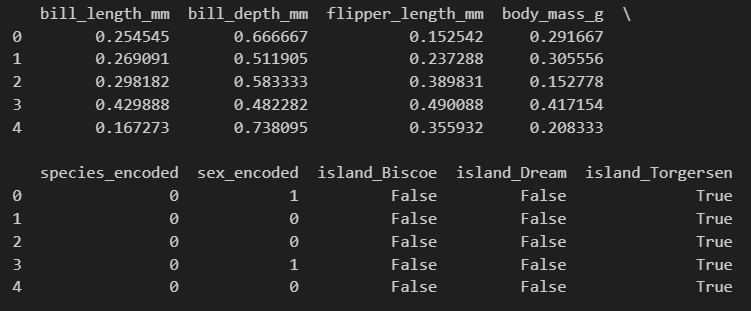 bill_length_mm  bill_depth_mm  flipper_length_mm  body_mass_g  \
0        0.254545       0.666667           0.152542     0.291667
1        0.269091       0.511905           0.237288     0.305556
2        0.298182       0.583333           0.389831     0.152778
3        0.429888       0.482282           0.490088     0.417154
4        0.167273       0.738095           0.355932     0.208333

   species_encoded  sex_encoded  island_Biscoe  island_Dream  island_Torgersen
0                0            1          False         False              True
1                0            0          False         False              True
2                0            0          False         False              True
3                0            1          False         False              True
4                0            0          False         False              True